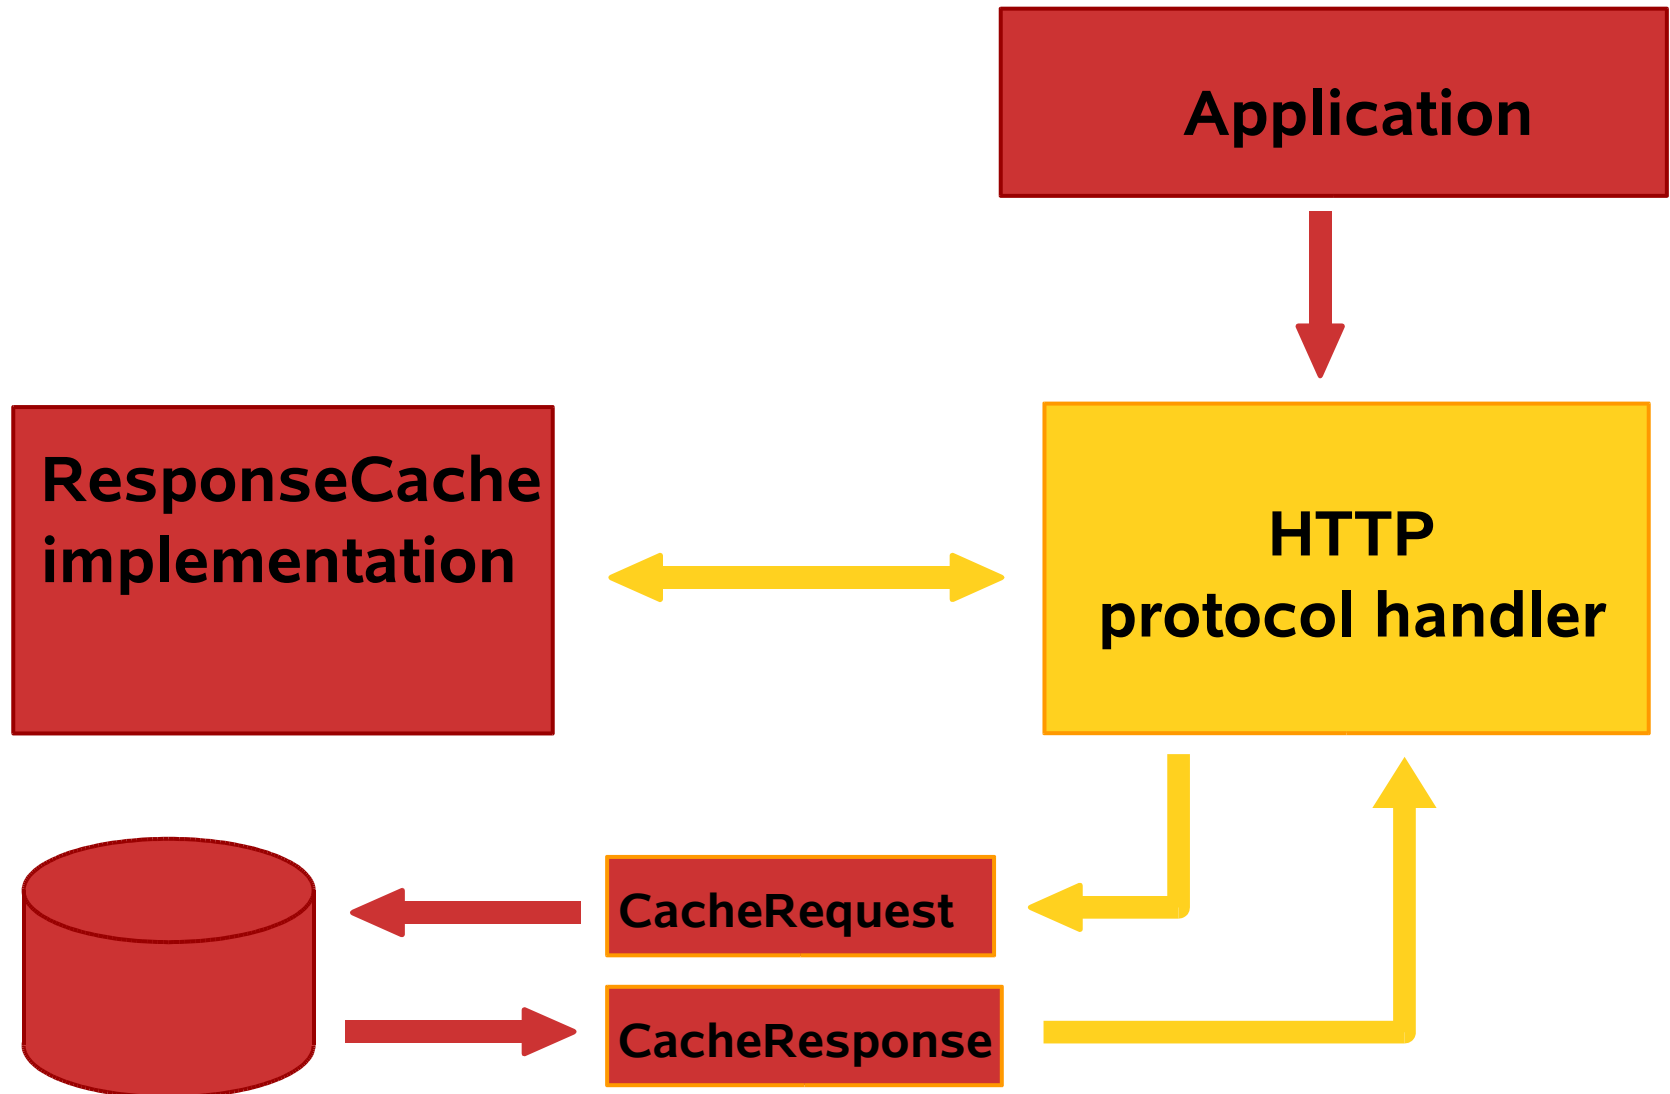 Application
ResponseCache
implementation
HTTP
protocol handler
CacheRequest
CacheResponse